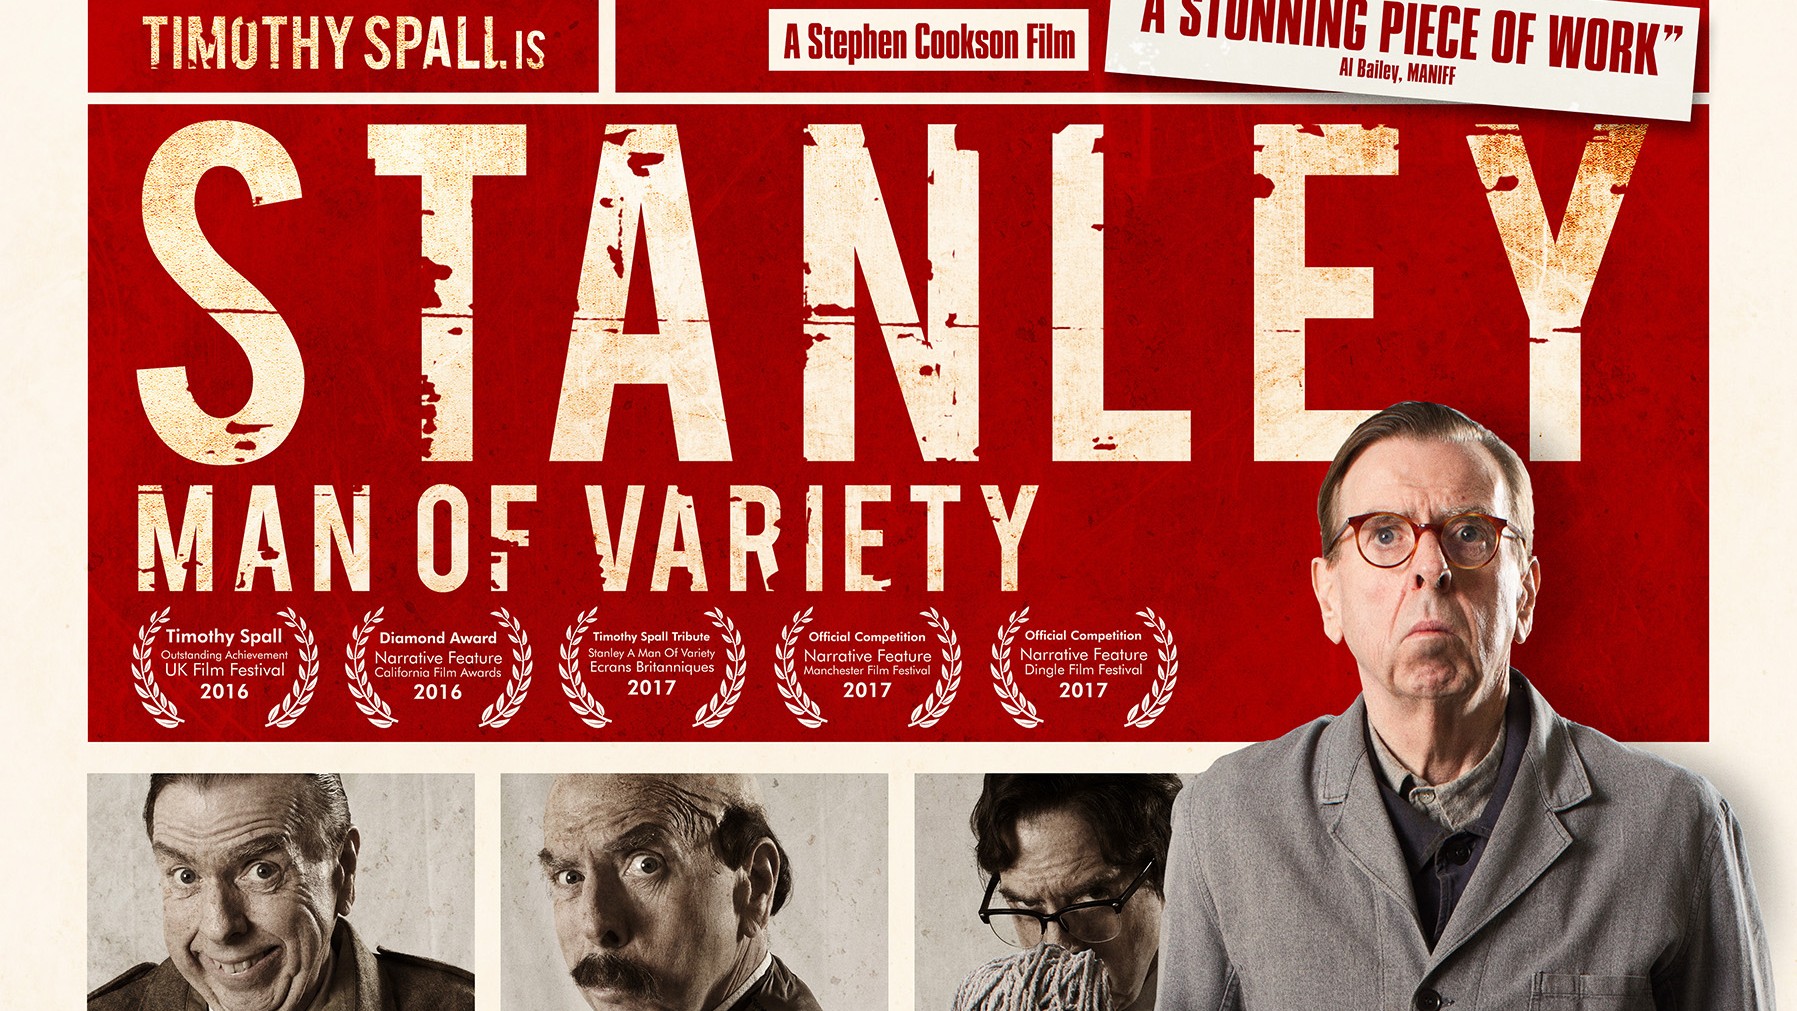 TIMOTHY SPALL IS
A Stephen Cookson Film
"A STUNNING PIECE OF WORK"
Al Bailey, MANIFF
STANLEY
MAN OF VARIETY
Timothy Spall
Outstanding Achievement
UK Film Festival
2016
Diamond Award
Narrative Feature
California Film Awards
2016
Timothy Spall Tribute
Stanley A Man Of Variety
Ecrans Britanniques
2017
Official Competition
Narrative Feature
Manchester Film Festival
2017
Official Competition
Narrative Feature
Dingle Film Festival
2017